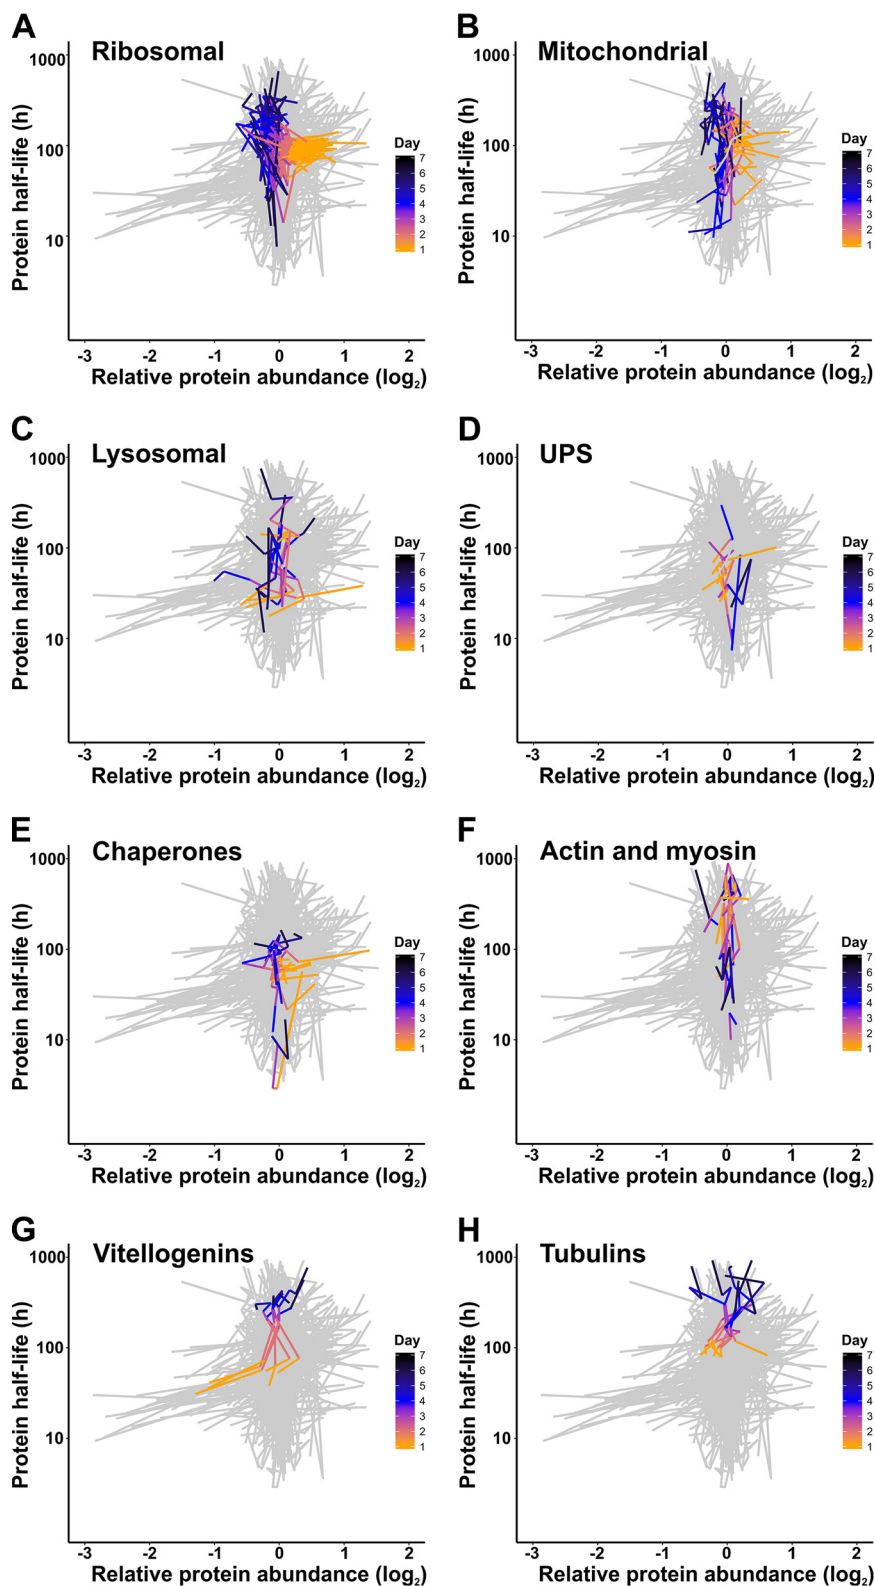 A
Ribosomal
Protein half-life (h)
1000
100
10
-3 -2 -1 0 1 2
Relative protein abundance (log2)
Day
7
6
5
4
3
2
1
B
Mitochondrial
Protein half-life (h)
1000
100
10
-3 -2 -1 0 1 2
Relative protein abundance (log2)
Day
7
6
5
4
3
2
1
C
Lysosomal
Protein half-life (h)
1000
100
10
-3 -2 -1 0 1 2
Relative protein abundance (log2)
Day
7
6
5
4
3
2
1
D
UPS
Protein half-life (h)
1000
100
10
-3 -2 -1 0 1 2
Relative protein abundance (log2)
Day
7
6
5
4
3
2
1
E
Chaperones
Protein half-life (h)
1000
100
10
-3 -2 -1 0 1 2
Relative protein abundance (log2)
Day
7
6
5
4
3
2
1
F
Actin and myosin
Protein half-life (h)
1000
100
10
-3 -2 -1 0 1 2
Relative protein abundance (log2)
Day
7
6
5
4
3
2
1
G
Vitellogenins
Protein half-life (h)
1000
100
10
-3 -2 -1 0 1 2
Relative protein abundance (log2)
Day
7
6
5
4
3
2
1
H
Tubulins
Protein half-life (h)
1000
100
10
-3 -2 -1 0 1 2
Relative protein abundance (log2)
Day
7
6
5
4
3
2
1